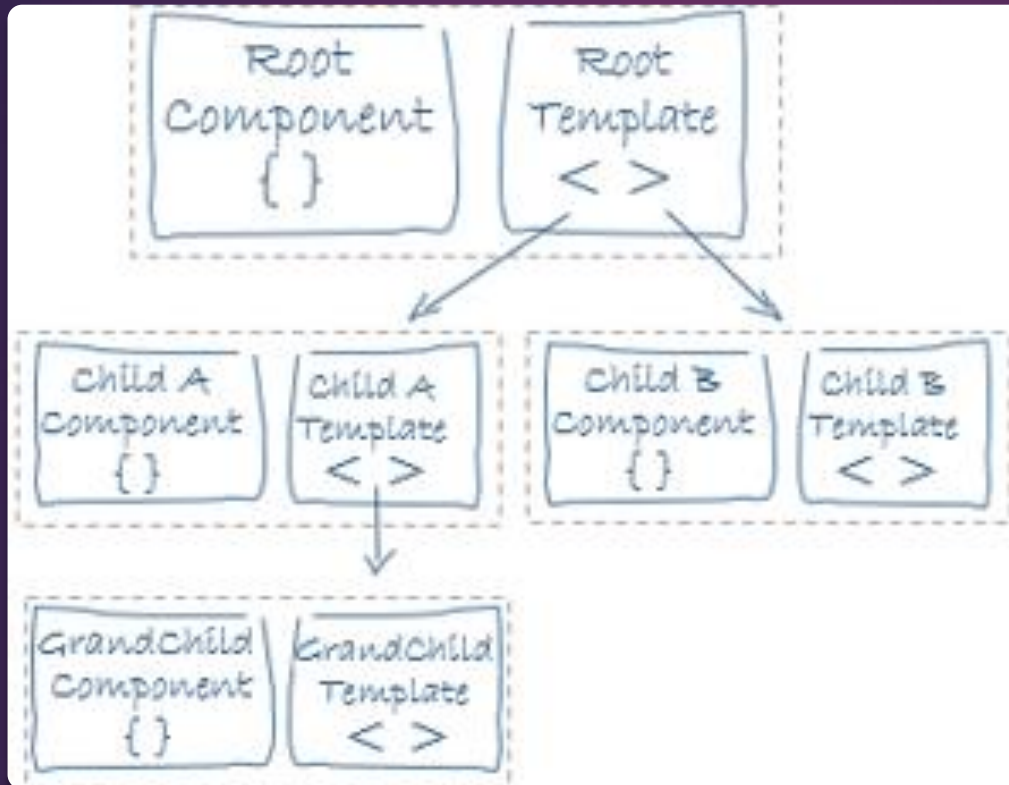 Root
Component
{ }
Root
Template
< >
Child A
Component
{ }
Child A
Template
< >
Child B
Component
{ }
Child B
Template
< >
GrandChild
Component
{ }
GrandChild
Template
< >